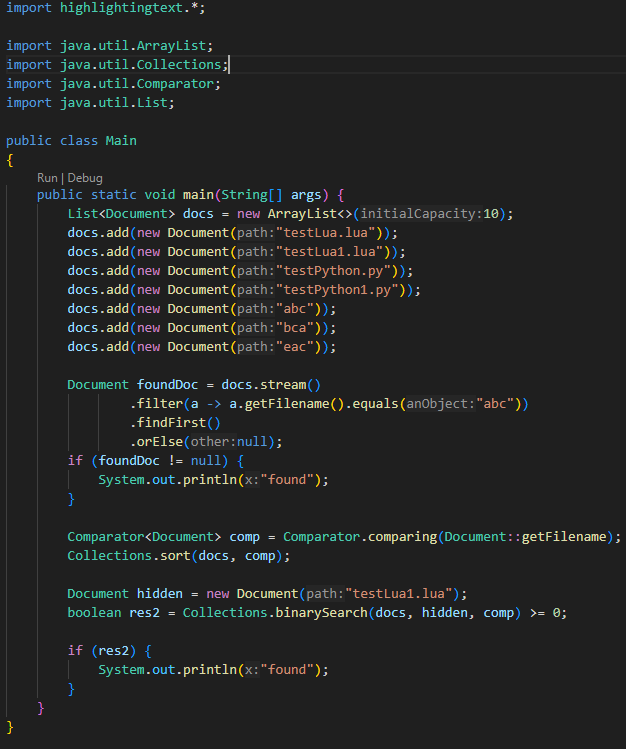 import highlightingtext.*;
import java.util.ArrayList;
import java.util.Collections;
import java.util.Comparator;
import java.util.List;
public class Main
{
Run | Debug
public static void main(String[] args) {
List<Document> docs = new ArrayList<>(initialCapacity:10);
docs.add(new Document(path:"testLua.lua"));
docs.add(new Document(path:"testLua1.lua"));
docs.add(new Document(path:"testPython.py"));
docs.add(new Document(path:"testPython1.py"));
docs.add(new Document(path:"abc"));
docs.add(new Document(path:"bca"));
docs.add(new Document(path:"eac"));
Document foundDoc = docs.stream()
.filter(a -> a.getFilename().equals(anObject:"abc"))
.findFirst()
.orElse(other:null);
if (foundDoc != null) {
System.out.println(x:"found");
}
Comparator<Document> comp = Comparator.comparing(Document::getFilename);
Collections.sort(docs, comp);
Document hidden = new Document(path:"testLua1.lua");
boolean res2 = Collections.binarySearch(docs, hidden, comp) >= 0;
if (res2) {
System.out.println(x:"found");
}
}
}